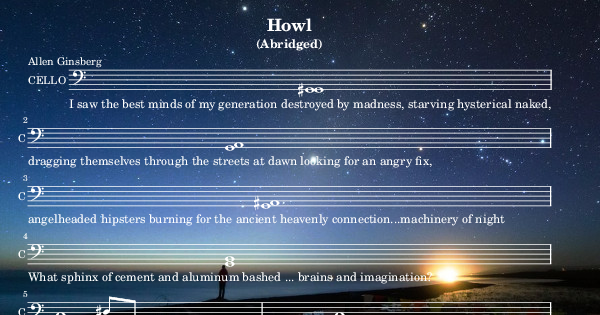 Howl
(Abridged)
Allen Ginsberg
CELLO
I saw the best minds of my generation destroyed by madness, starving hysterical naked,
2
C
dragging themselves through the streets at dawn looking for an angry fix,
3
C
angelheaded hipsters burning for the ancient heavenly connection...machinery of night
4
C
What sphinx of cement and aluminum bashed ... brains and imagination?
5
C